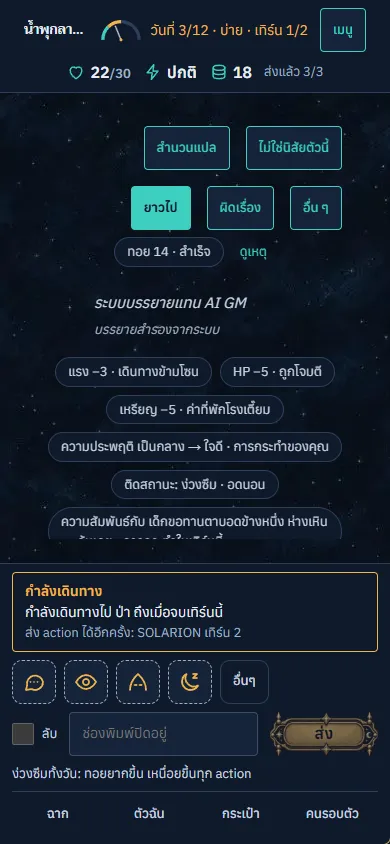 น้ำพุกลา...
วันที่ 3/12 · บ่าย · เทิร์น 1/2
เมนู
22/30
ปกติ
18
ส่งแล้ว 3/3
สำนวนแปล
ไม่ใช่นิสัยตัวนี้
ยาวไป
ผิดเรื่อง
อื่น ๆ
ทอย 14 · สำเร็จ
ดูเหตุ
ระบบบรรยายแทน AI GM
บรรยายสำรองจากระบบ
แรง −3 · เดินทางข้ามโซน
HP −5 · ถูกโจมตี
เหรียญ −5 · ค่าที่พักโรงเตี๊ยม
ความประพฤติ เป็นกลาง → ใจดี · การกระทำของคุณ
ติดสถานะ: ง่วงซึม · อดนอน
ความสัมพันธ์กับ เด็กขอทานตาบอดข้างหนึ่ง ห่างเหิน
กำลังเดินทาง
กำลังเดินทางไป ป่า ถึงเมื่อจบเทิร์นนี้
ส่ง action ได้อีกครั้ง: SOLARION เทิร์น 2
อื่นๆ
ลับ
ช่องพิมพ์ปิดอยู่
ส่ง
ง่วงซึมทั้งวัน: ทอยยากขึ้น เหนื่อยขึ้นทุก action
ฉาก
ตัวฉัน
กระเป๋า
คนรอบตัว